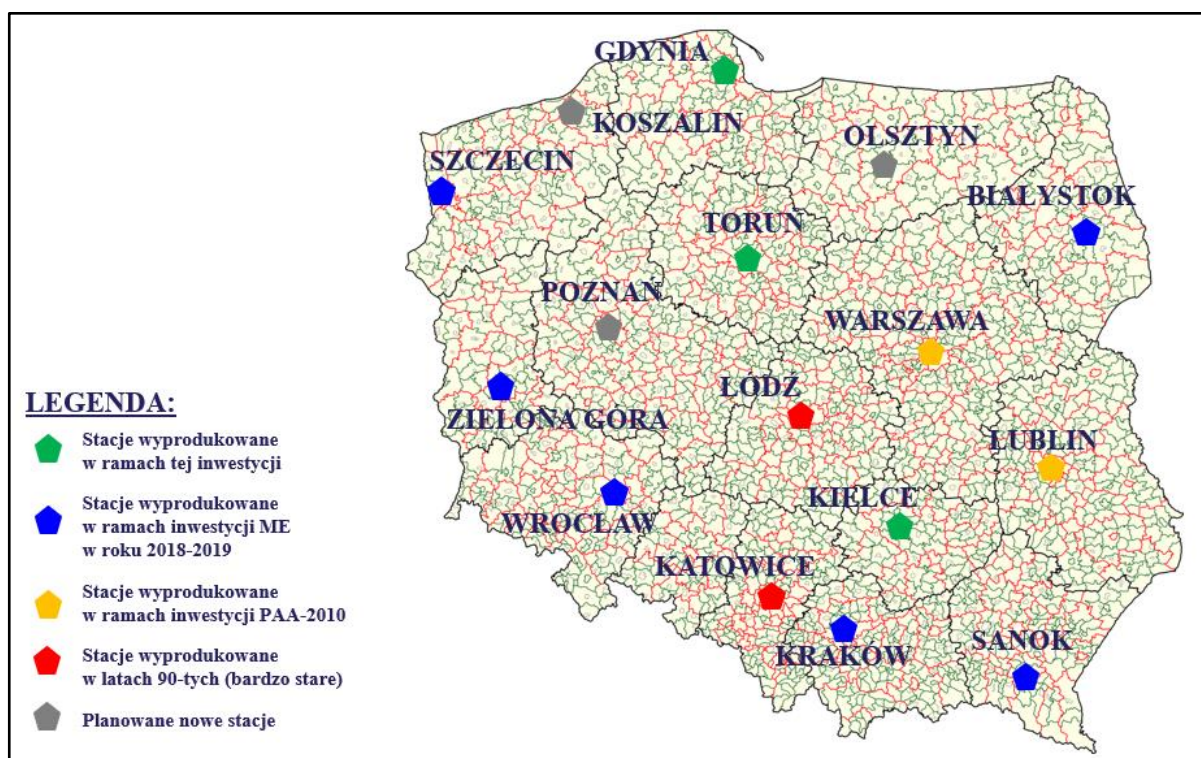 GDYNIA
KOSZALIN
OLSZTYN
SZCZECIN
BIAŁYSTOK
TORUŃ
POZNAŃ
WARSZAWA
ŁÓDŹ
ZIELONA GÓRA
LUBLIN
KIELCE
WROCŁAW
KATOWICE
SANOK
KRAKÓW
LEGENDA:
Stacje wyprodukowane
w ramach tej inwestycji
Stacje wyprodukowane
w ramach inwestycji ME
w roku 2018-2019
Stacje wyprodukowane
w ramach inwestycji PAA-2010
Stacje wyprodukowane
w latach 90-tych (bardzo stare)
Planowane nowe stacje